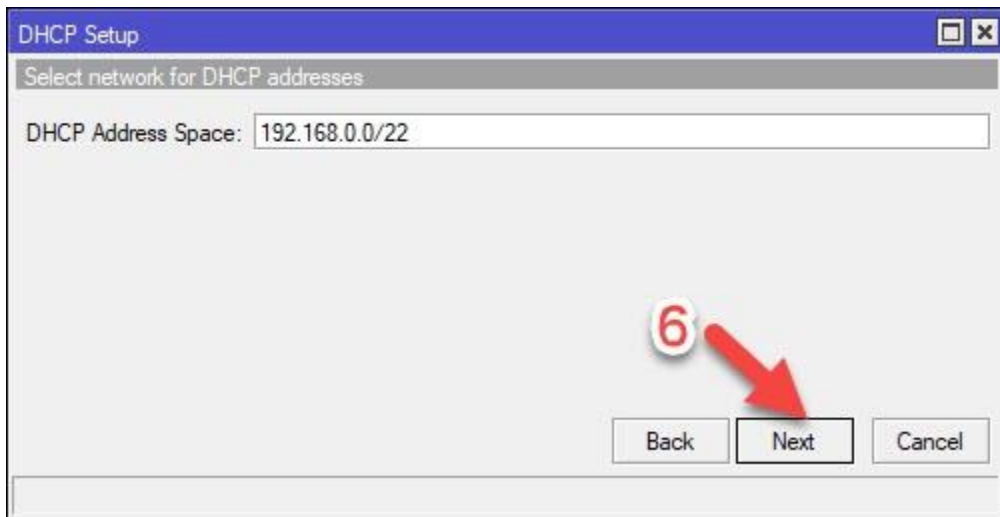 DHCP Setup
Select network for DHCP addresses
DHCP Address Space: 192.168.0.0/22
6
Back Next Cancel